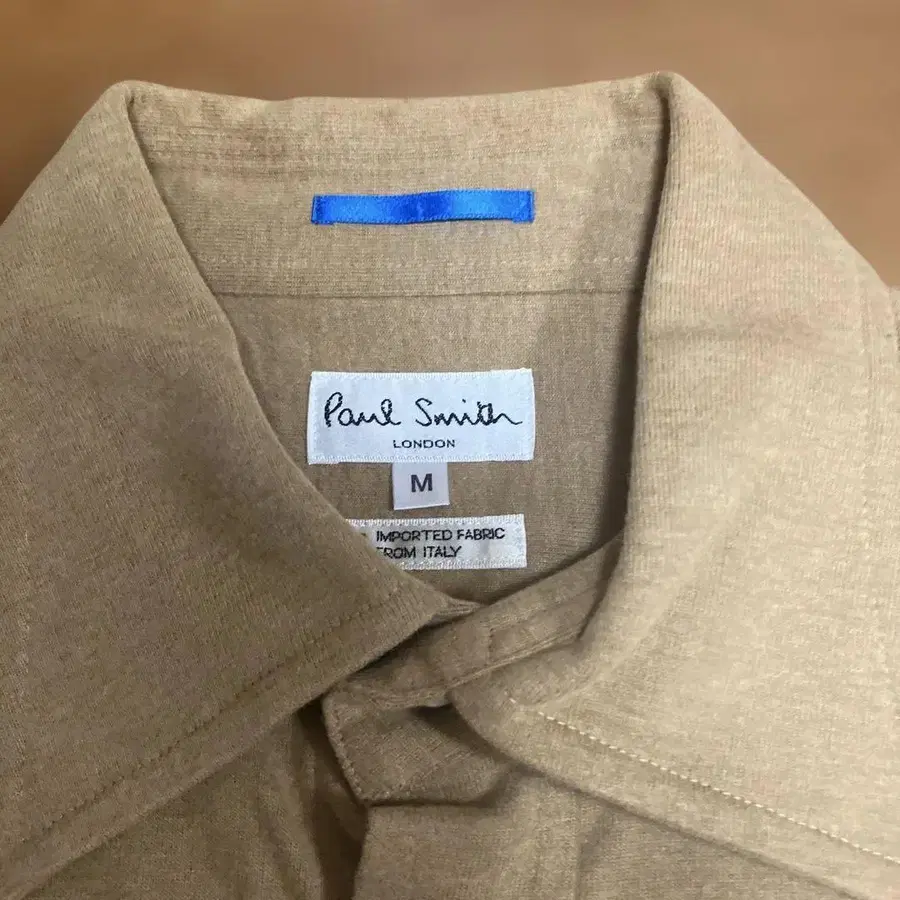 Paul Smith
LONDON
M
IMPORTED FABRIC
FROM ITALY